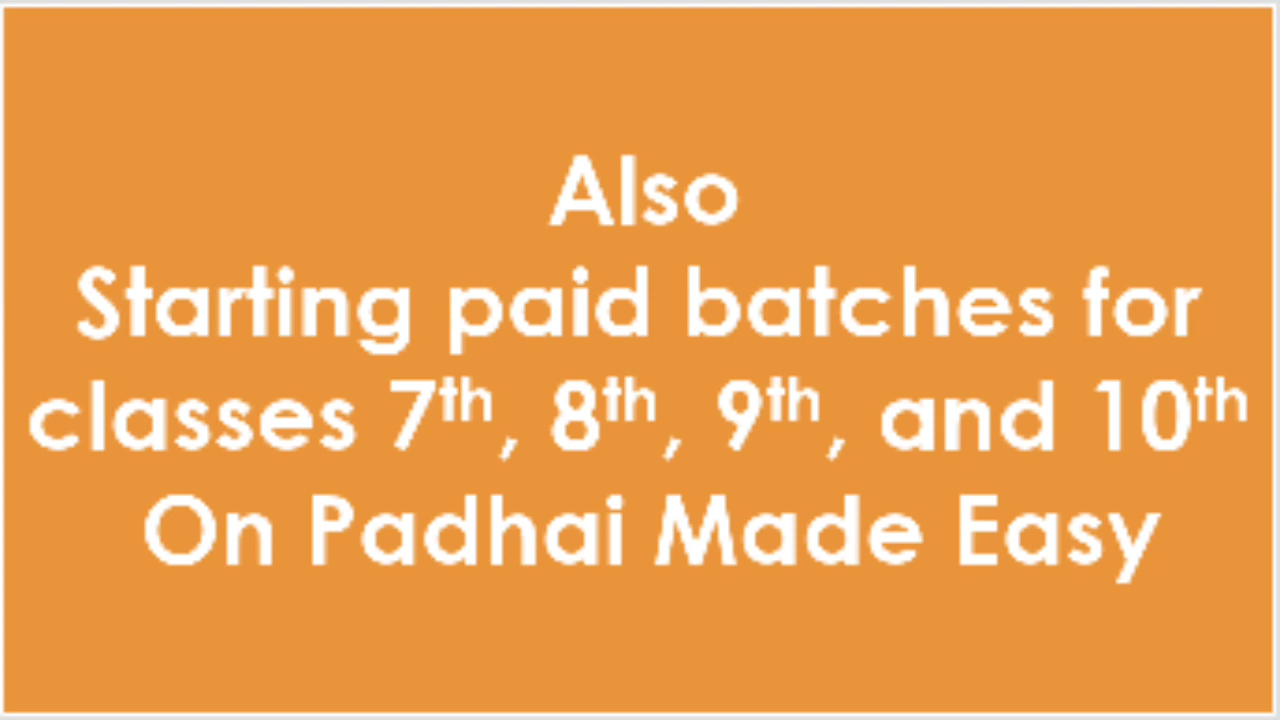 Also
Starting paid batches for
classes 7th, 8th, 9th, and 10th
On Padhai Made Easy